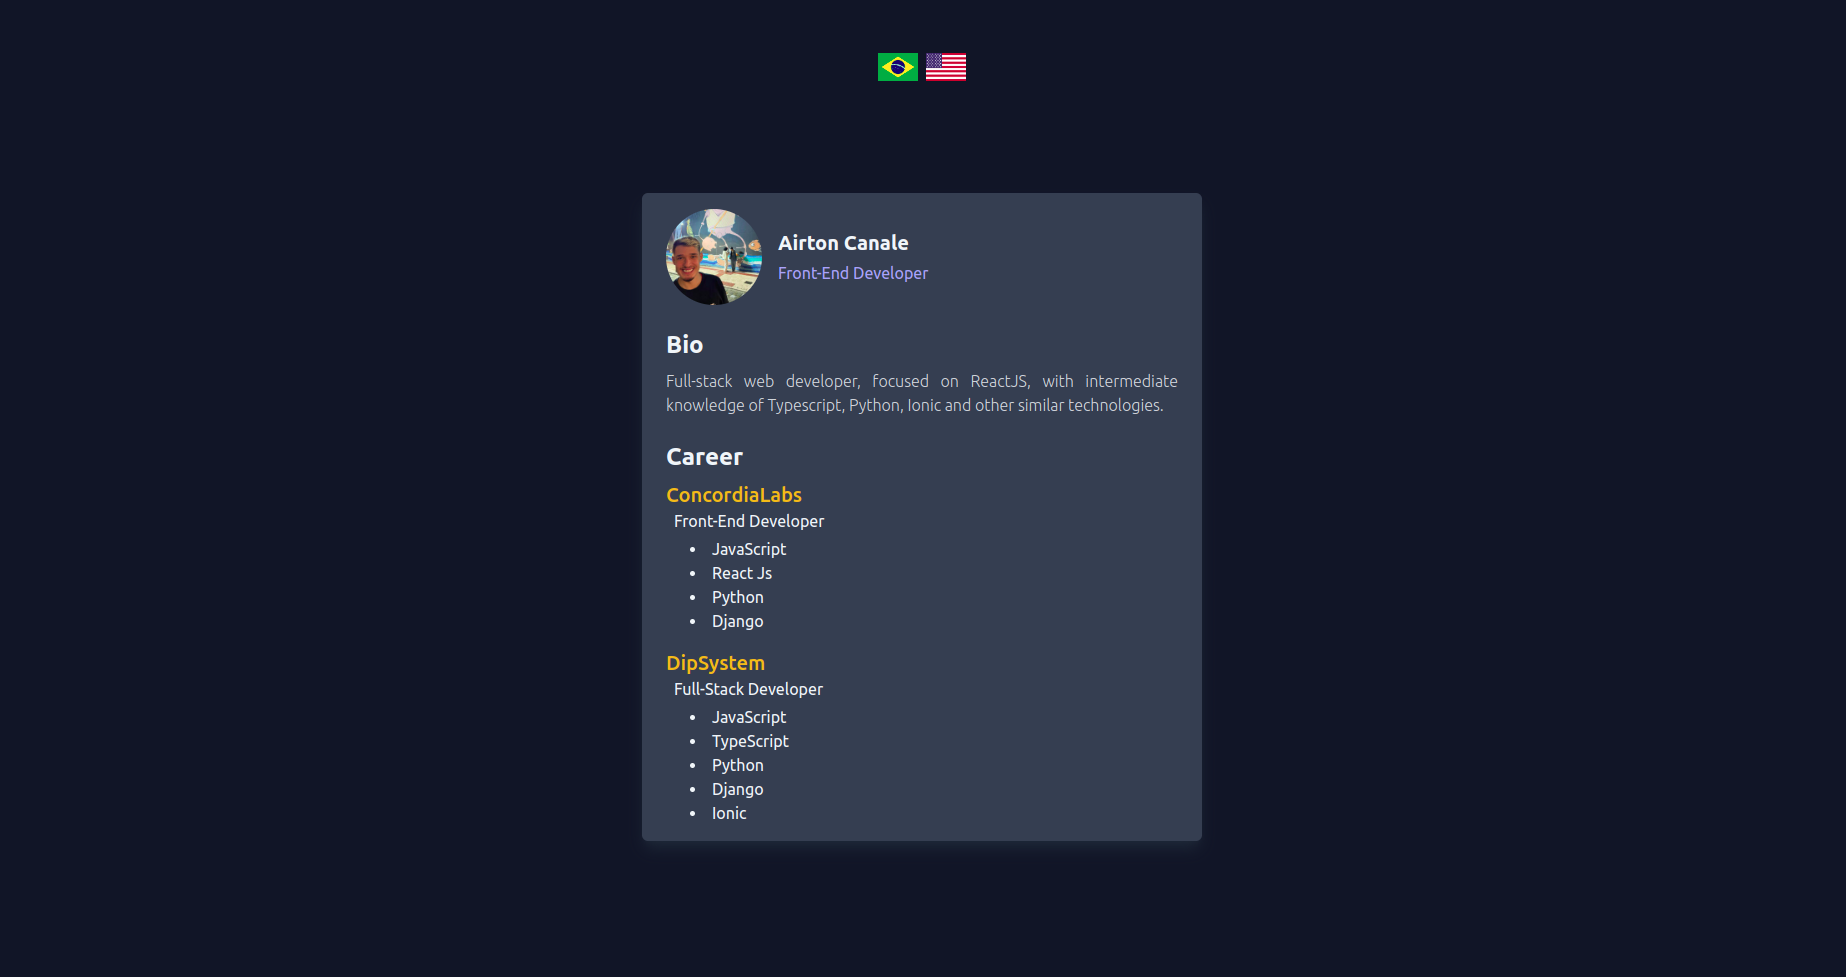 Airton Canale
Front-End Developer
Bio
Full-stack web developer, focused on ReactJS, with intermediate
knowledge of Typescript, Python, Ionic and other similar technologies.
Career
ConcordiaLabs
Front-End Developer
• JavaScript
• React Js
• Python
• Django
DipSystem
Full-Stack Developer
• JavaScript
• TypeScript
• Python
• Django
• Ionic